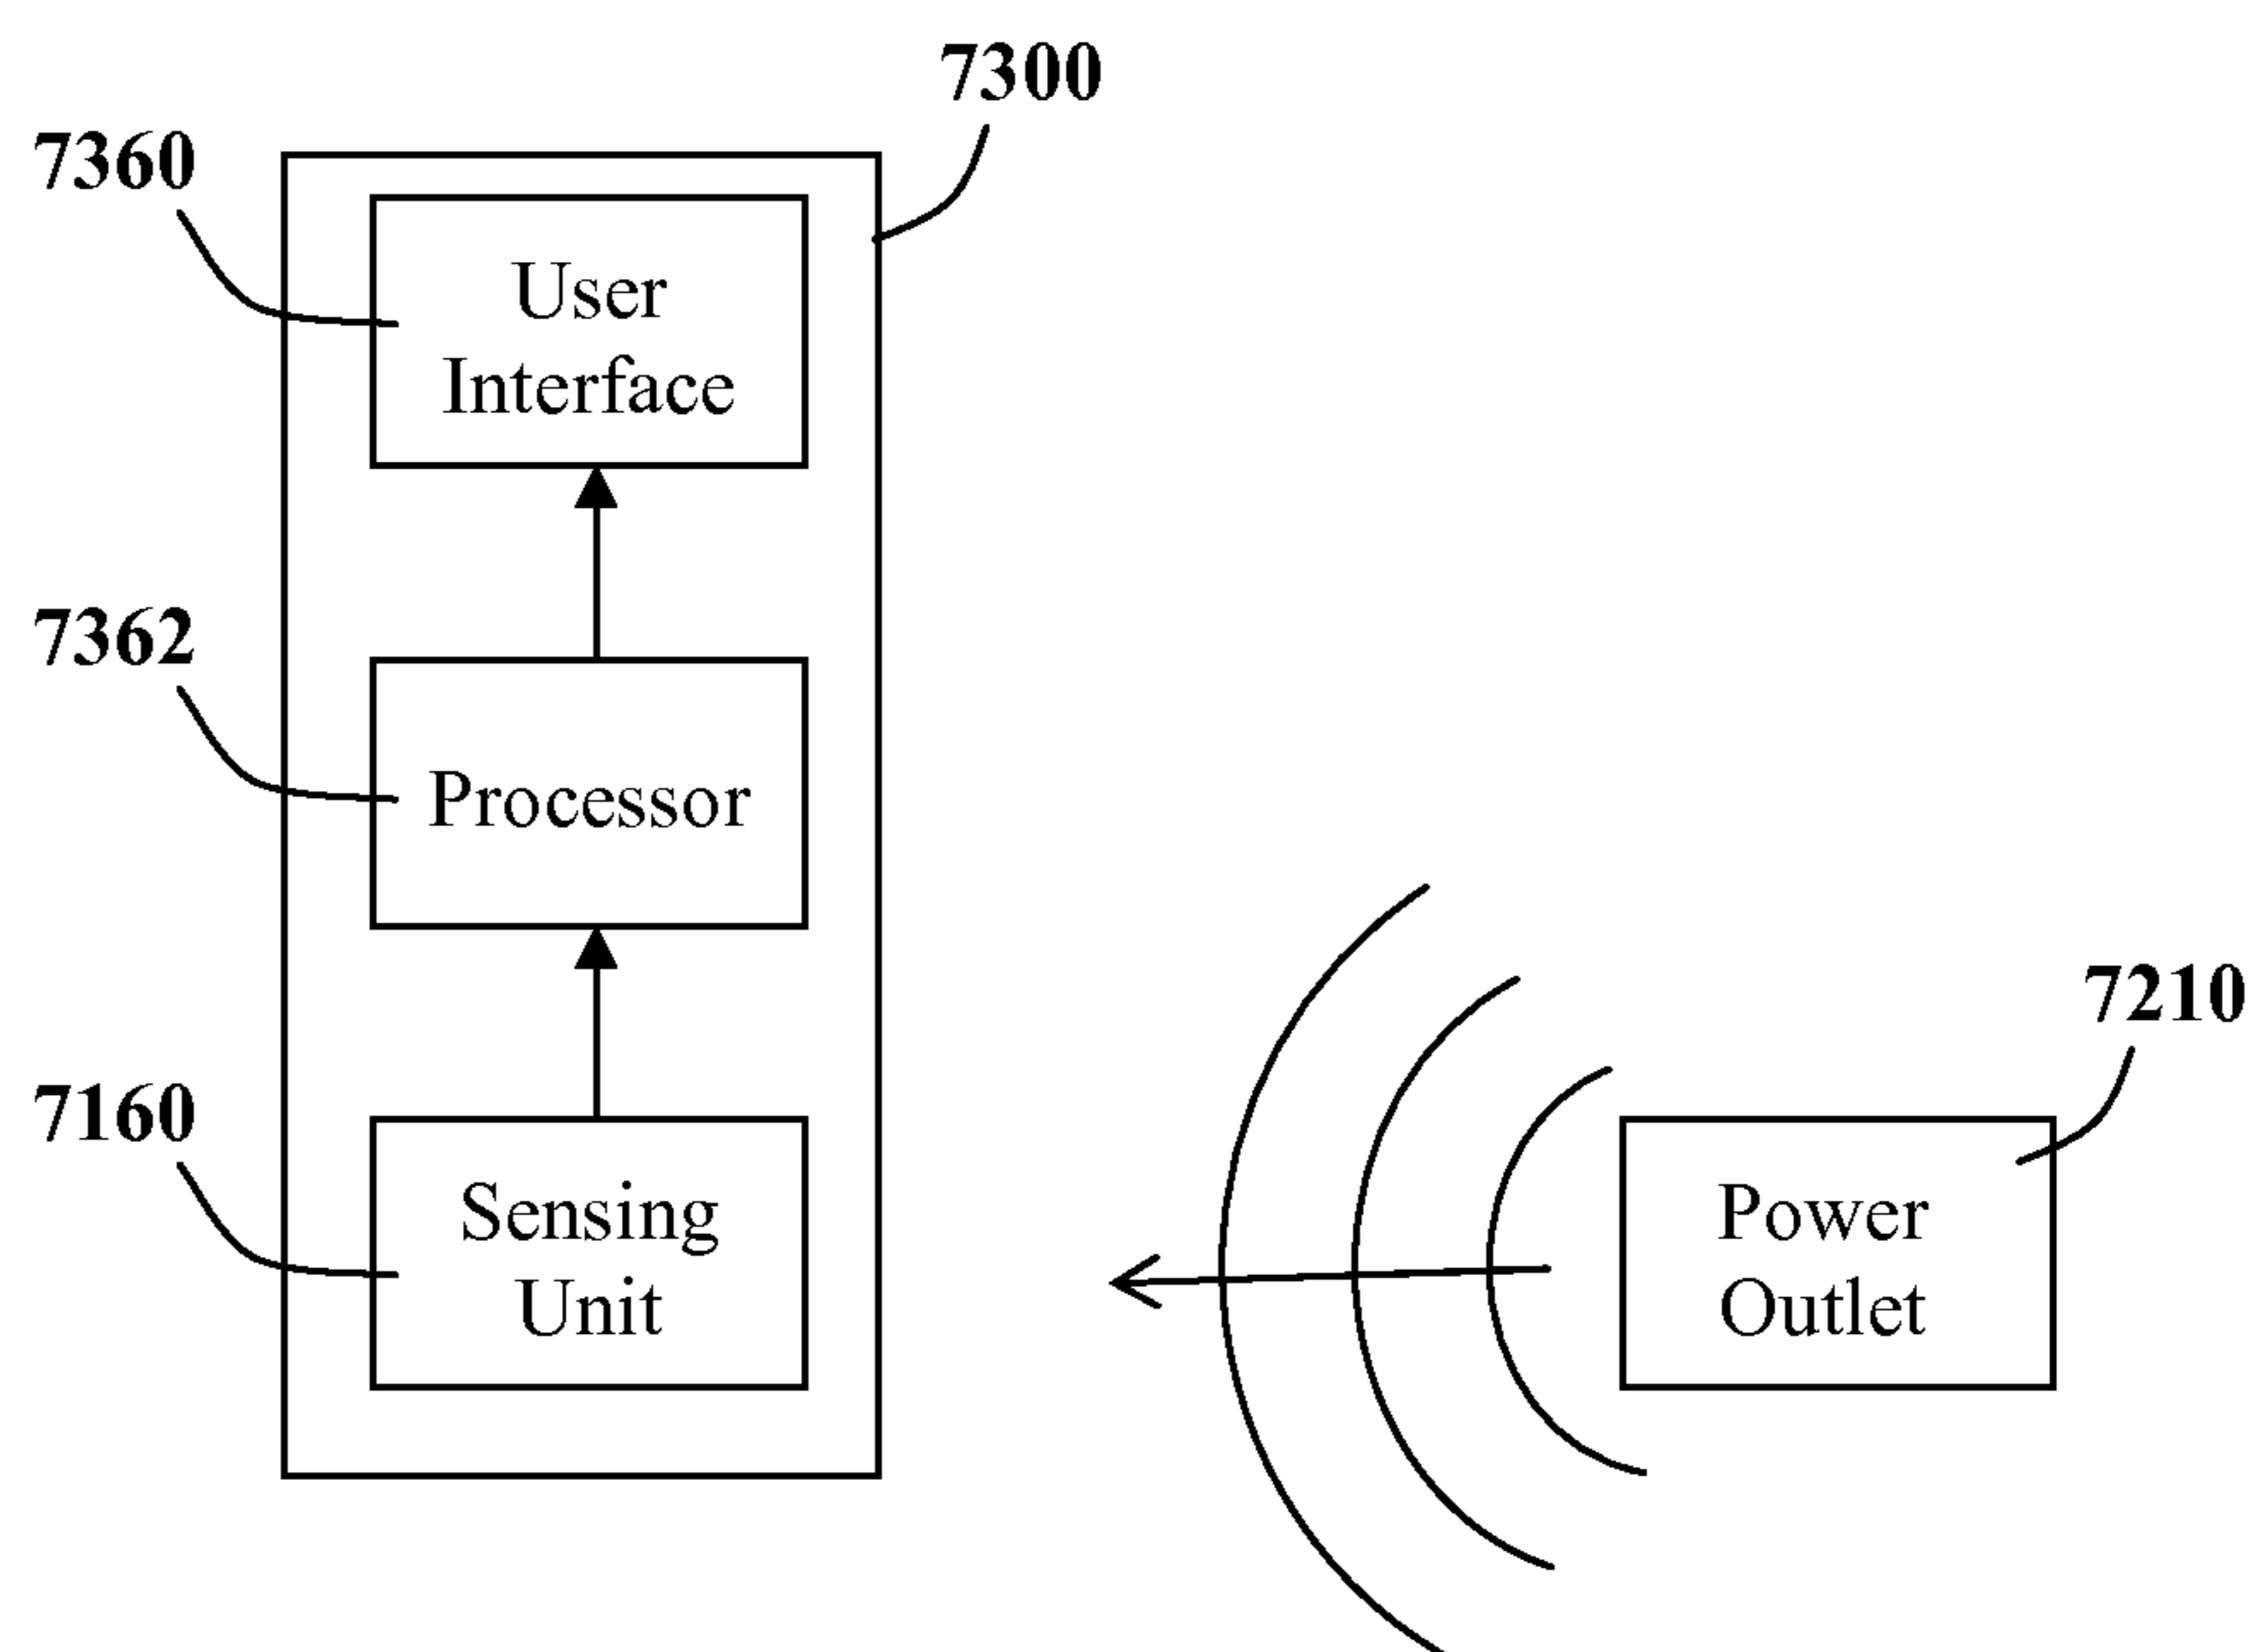 7300
7360
User
Interface
7362
Processor
7210
7160
Sensing
Unit
Power
Outlet